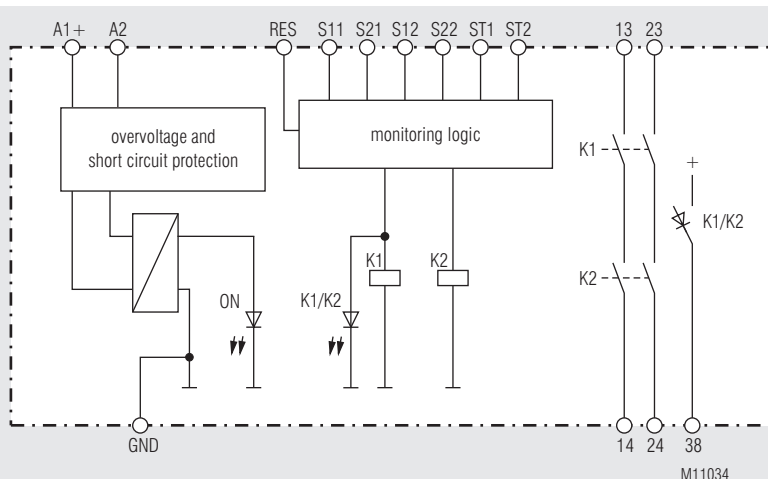 A1+ A2 RES S11 S21 S12 S22 ST1 ST2 13 23
overvoltage and
short circuit protection
monitoring logic
K1
+
K1/K2
K1 K2
K2
ON K1/K2
GND 14 24 38
M11034